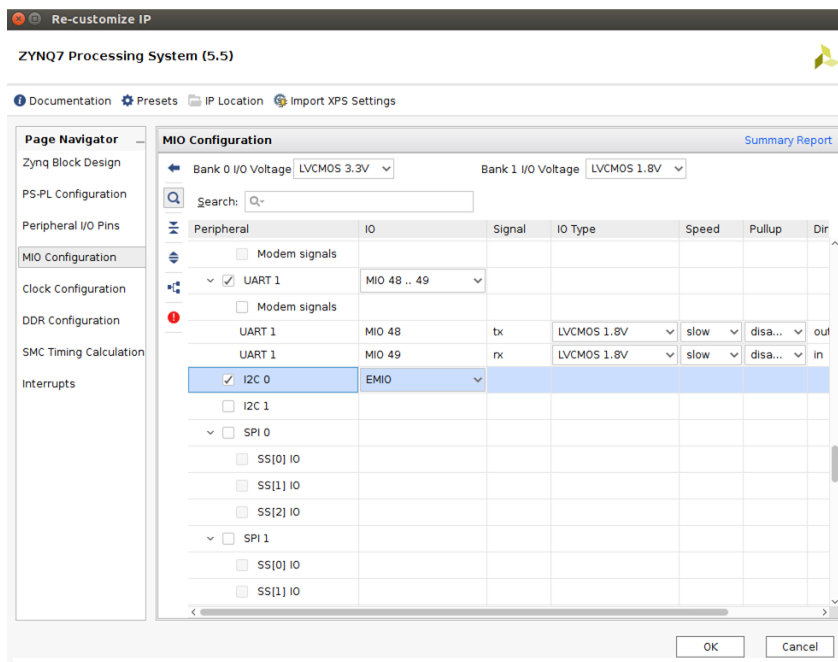 Re-customize IP
ZYNQ7 Processing System (5.5)
Documentation Presets IP Location Import XPS Settings
Page Navigator
Zynq Block Design
PS-PL Configuration
Peripheral I/O Pins
MIO Configuration
Clock Configuration
DDR Configuration
SMC Timing Calculation
Interrupts
MIO Configuration Summary Report
Bank 0 I/O Voltage LVCMOS 3.3V Bank 1 I/O Voltage LVCMOS 1.8V
Search: Q
Peripheral IO Signal IO Type Speed Pullup Dir
Modem signals
UART 1 MIO 48 .. 49
Modem signals
UART 1 MIO 48 tx LVCMOS 1.8V slow disa... out
UART 1 MIO 49 rx LVCMOS 1.8V slow disa... in
I2C 0 EMIO
I2C 1
SPI 0
SS[0] IO
SS[1] IO
SS[2] IO
SPI 1
SS[0] IO
SS[1] IO
OK Cancel